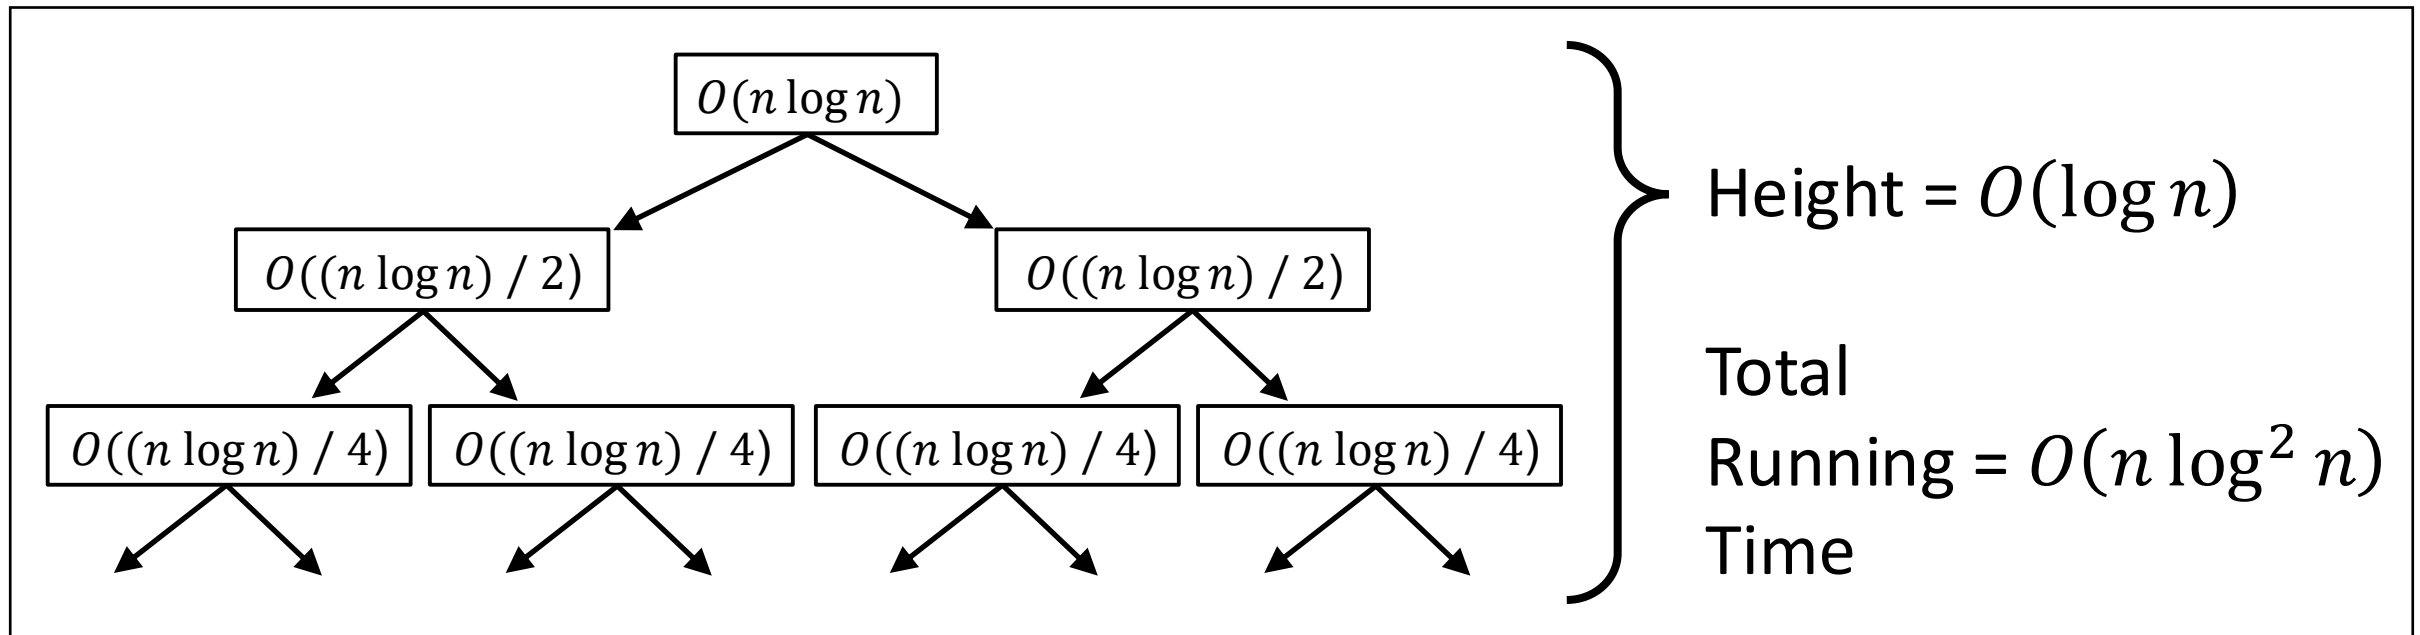 O(n log n)
O((n log n) / 2)
O((n log n) / 2)
O((n log n) / 4)
O((n log n) / 4)
O((n log n) / 4)
O((n log n) / 4)
Height = O(log n)
Total
Running = O(n log² n)
Time